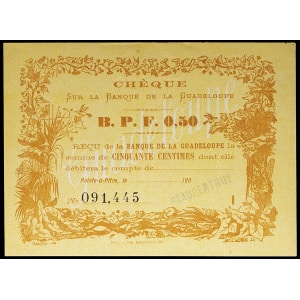 CHÈQUE
SUR LA BANQUE DE LA GUADELOUPE
B. P. F. 0,50
REÇU de la BANQUE DE LA GUADELOUPE la
somme de CINQUANTE CENTIMES dont elle
débitera le compte de
Pointe-à-Pitre, le 190
No 091,445